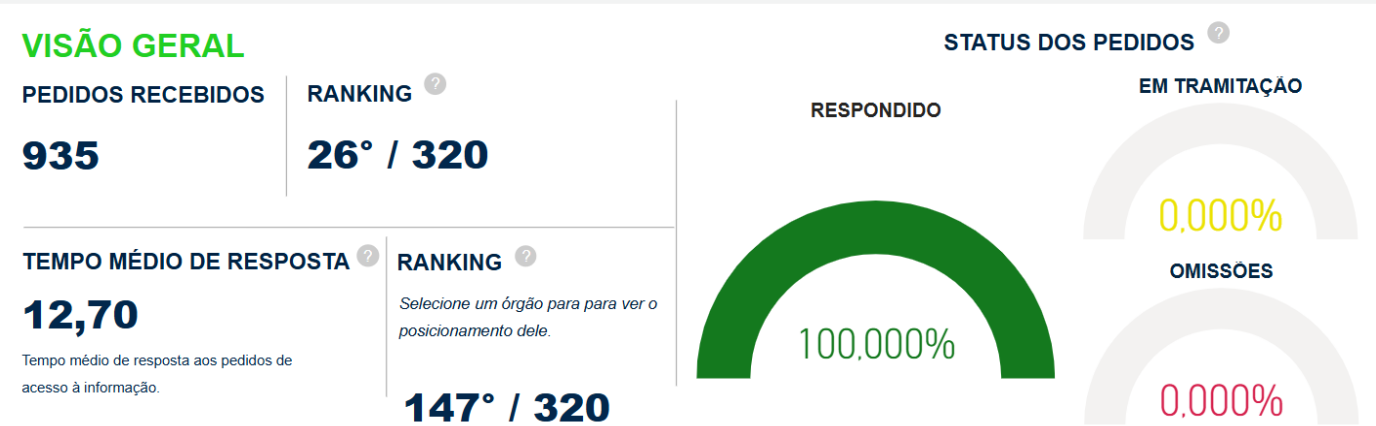 VISÃO GERAL
PEDIDOS RECEBIDOS
935
RANKING ?
26° / 320
TEMPO MÉDIO DE RESPOSTA ?
12,70
Tempo médio de resposta aos pedidos de
acesso à informação.
RANKING ?
Selecione um órgão para para ver o
posicionamento dele.
147° / 320
STATUS DOS PEDIDOS ?
RESPONDIDO
100,000%
EM TRAMITAÇÃO
0,000%
OMISSÕES
0,000%